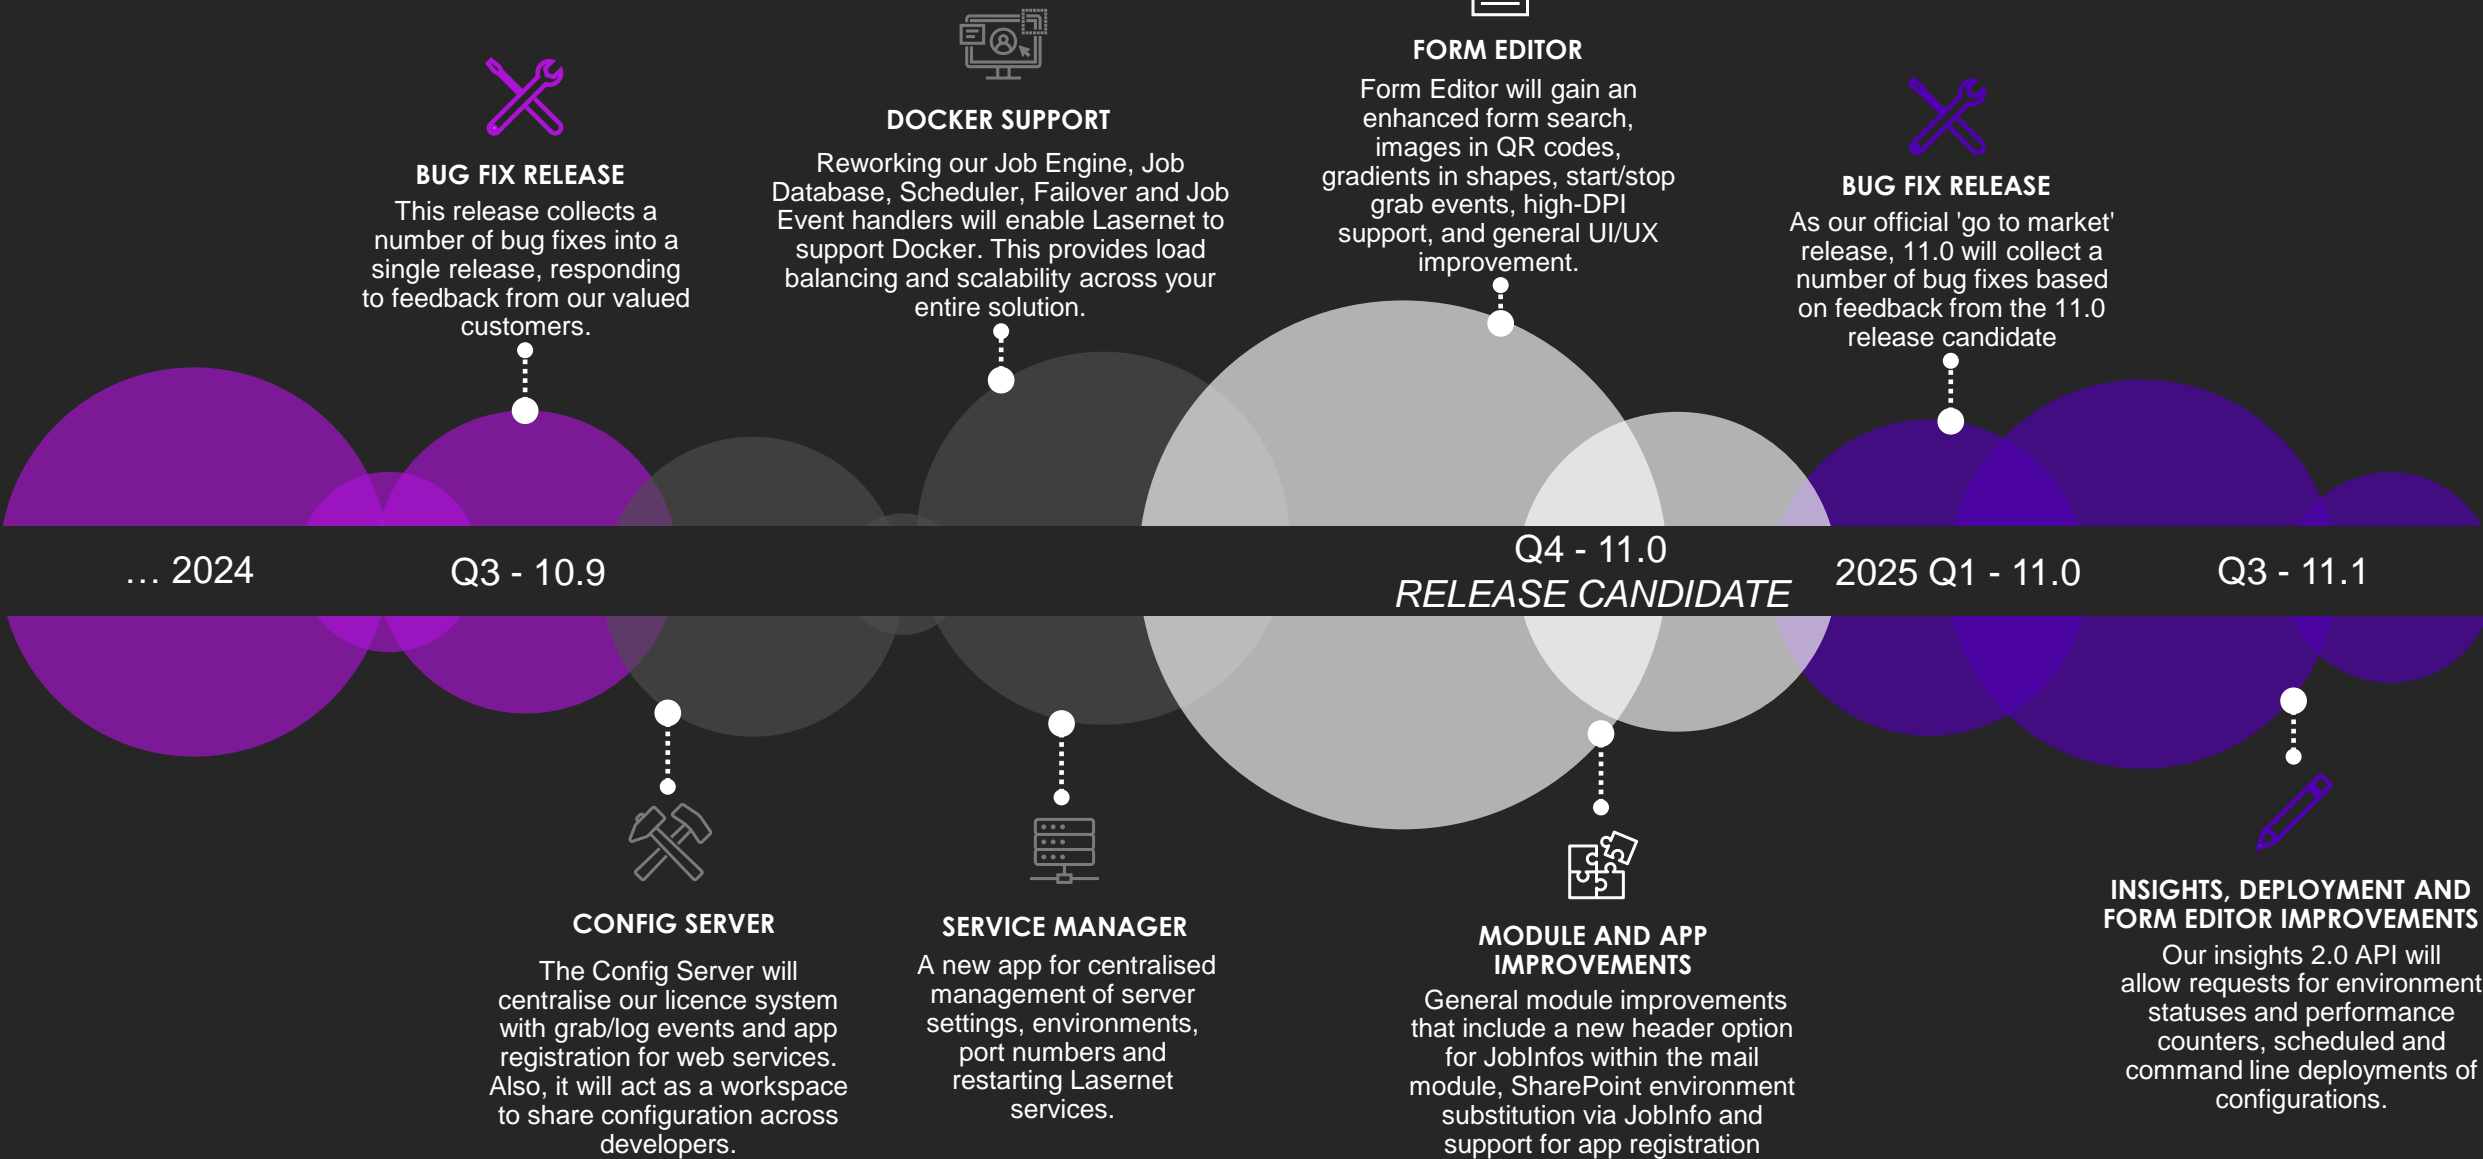 BUG FIX RELEASE
This release collects a
number of bug fixes into a
single release, responding
to feedback from our valued
customers.
DOCKER SUPPORT
Reworking our Job Engine, Job
Database, Scheduler, Failover and Job
Event handlers will enable Lasernet to
support Docker. This provides load
balancing and scalability across your
entire solution.
FORM EDITOR
Form Editor will gain an
enhanced form search,
images in QR codes,
gradients in shapes, start/stop
grab events, high-DPI
support, and general UI/UX
improvement.
BUG FIX RELEASE
As our official 'go to market'
release, 11.0 will collect a
number of bug fixes based
on feedback from the 11.0
release candidate
... 2024
Q3 - 10.9
Q4 - 11.0
RELEASE CANDIDATE
2025 Q1 - 11.0
Q3 - 11.1
CONFIG SERVER
The Config Server will
centralise our licence system
with grab/log events and app
registration for web services.
Also, it will act as a workspace
to share configuration across
developers.
SERVICE MANAGER
A new app for centralised
management of server
settings, environments,
port numbers and
restarting Lasernet
services.
MODULE AND APP
IMPROVEMENTS
General module improvements
that include a new header option
for JobInfos within the mail
module, SharePoint environment
substitution via JobInfo and
support for app registration
INSIGHTS, DEPLOYMENT AND
FORM EDITOR IMPROVEMENTS
Our insights 2.0 API will
allow requests for environment
statuses and performance
counters, scheduled and
command line deployments of
configurations.